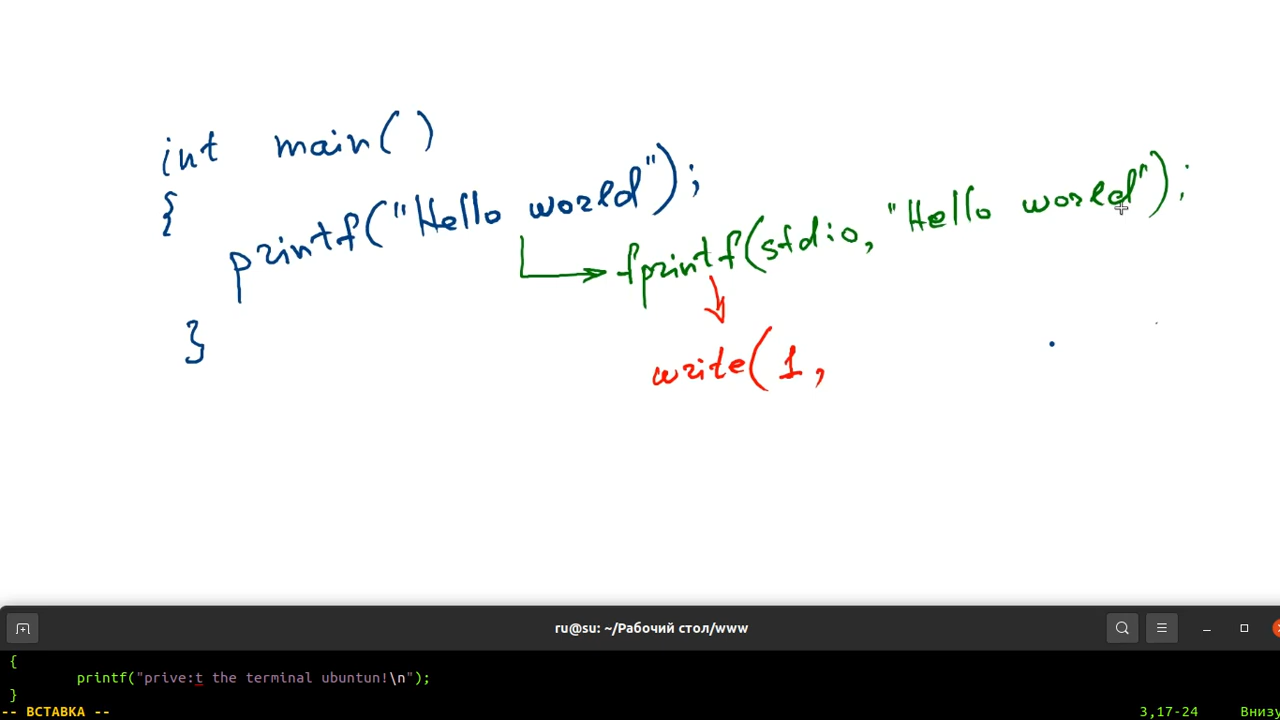 int main()
{
printf("Hello world");
fprintf(stdio, "Hello world");
write(1,
}
ru@su: ~/Рабочий стол/www
{
printf("prive:t the terminal ubuntun!\n");
}
-- ВСТАВКА -- 3,17-24 Внизу